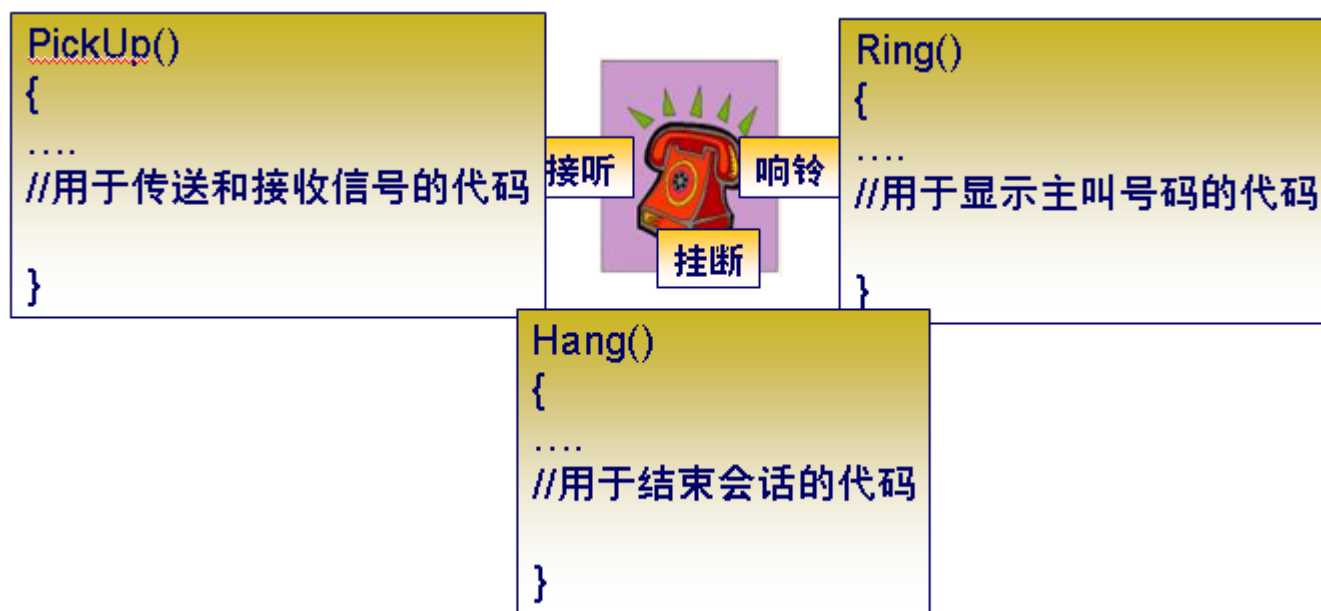 PickUp()
{
....
//用于传送和接收信号的代码
}
接听
响铃
挂断
Ring()
{
....
//用于显示主叫号码的代码
}
Hang()
{
....
//用于结束会话的代码
}